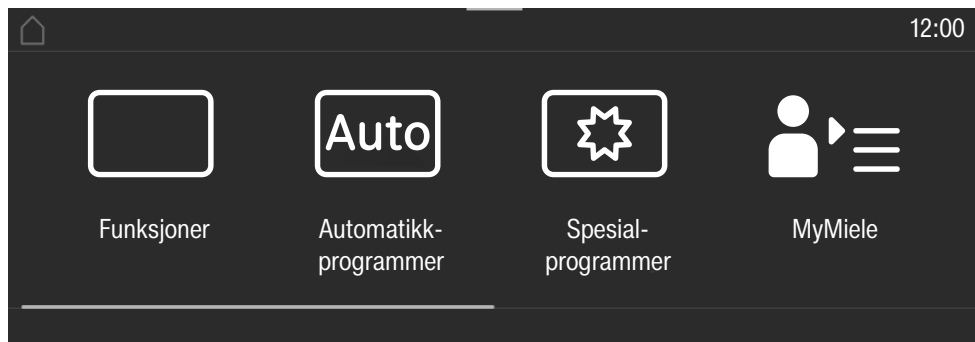 12:00
Auto
Funksjoner
Automatikk-
programmer
Spesial-
programmer
MyMiele